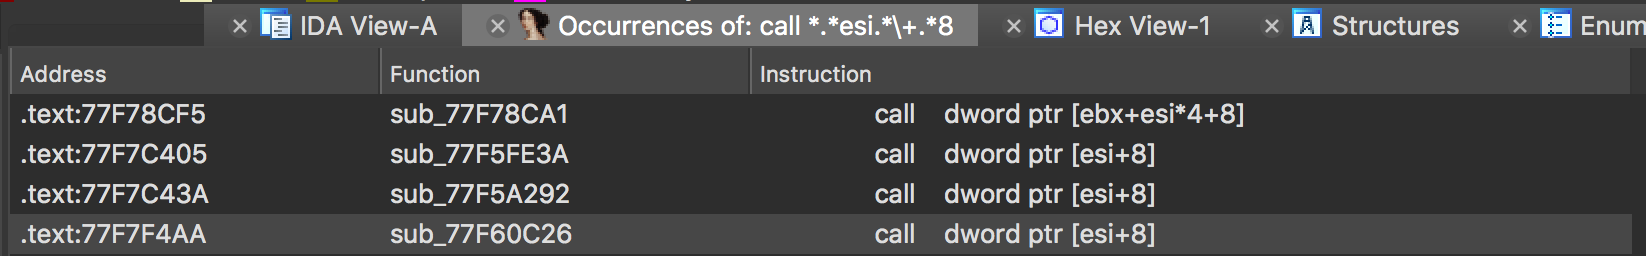 IDA View-A Occurrences of: call *.*esi.*\+.*8 Hex View-1 Structures Enum
Address Function Instruction
.text:77F78CF5 sub_77F78CA1 call dword ptr [ebx+esi*4+8]
.text:77F7C405 sub_77F5FE3A call dword ptr [esi+8]
.text:77F7C43A sub_77F5A292 call dword ptr [esi+8]
.text:77F7F4AA sub_77F60C26 call dword ptr [esi+8]